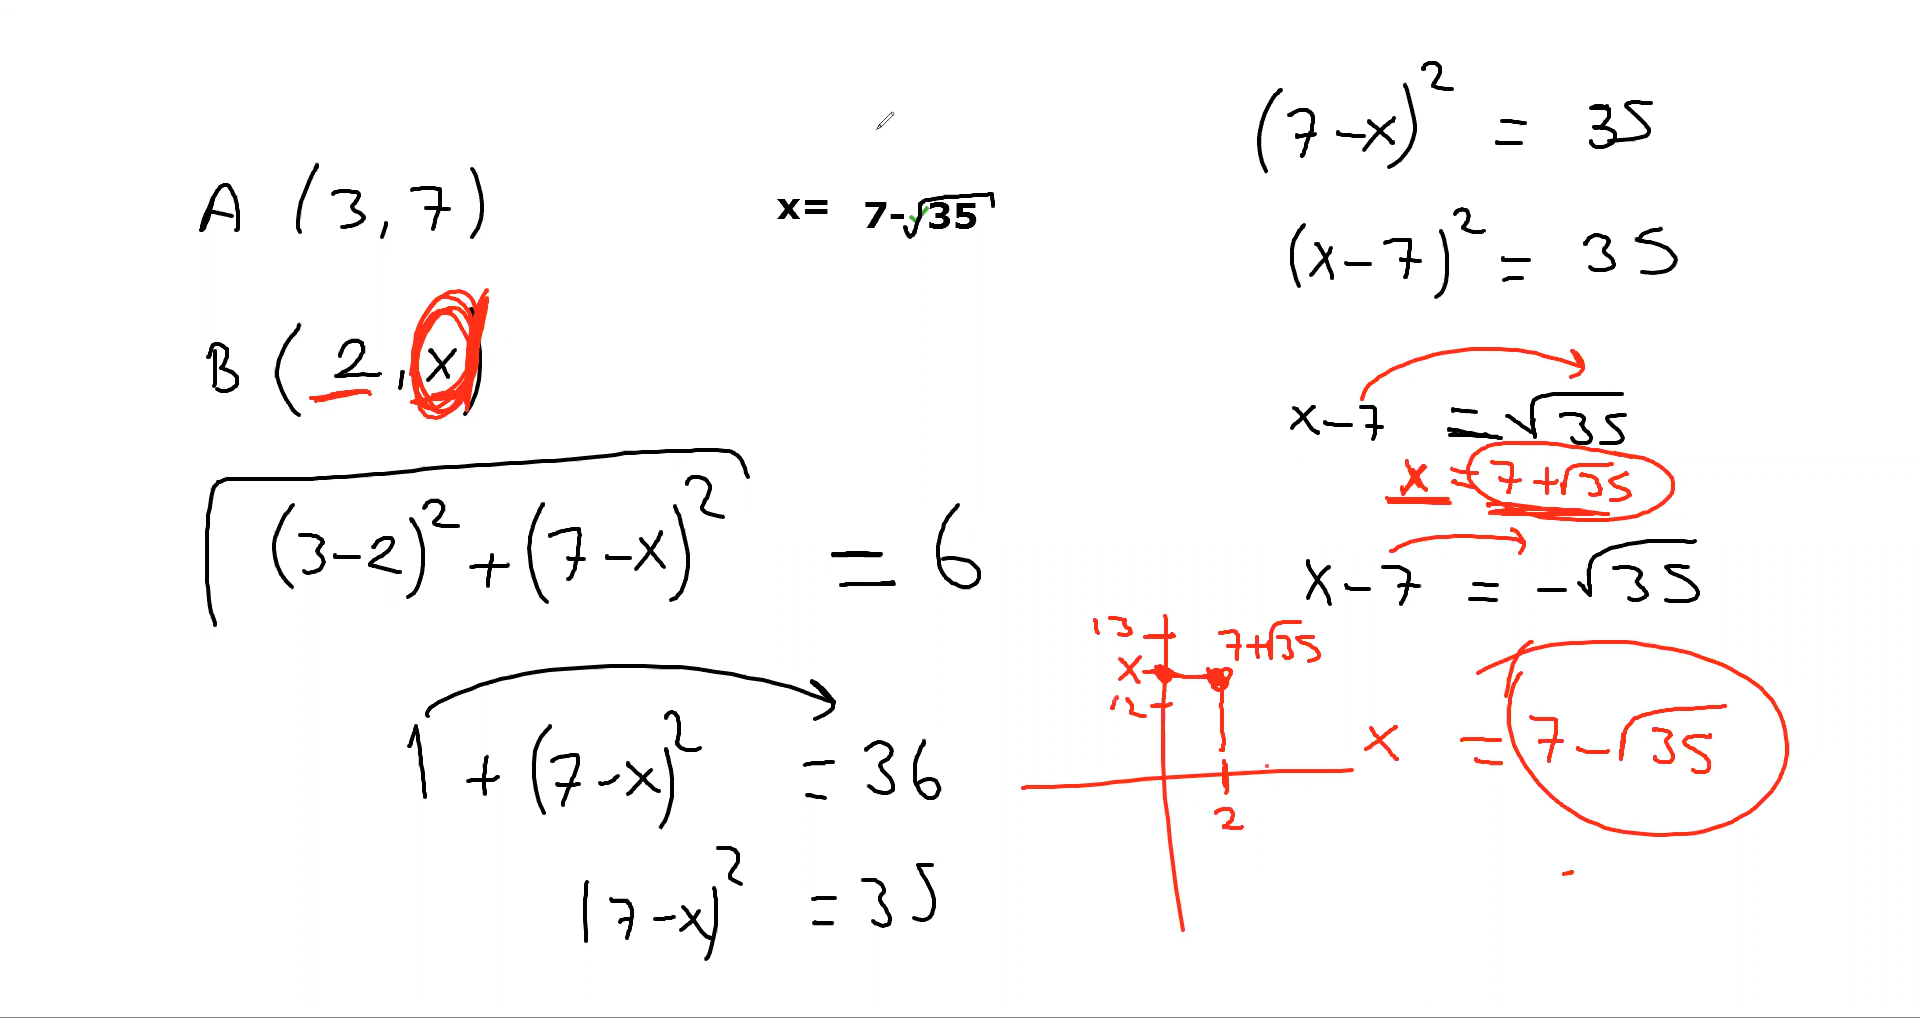 A (3, 7)
x= 7-√35
B (2, x)
√(3-2)² + (7-x)² = 6
1 + (7-x)² = 36
(7-x)² = 35
(7-x)² = 35
(x-7)² = 35
x-7 = √35
x = 7+√35
x-7 = -√35
x = 7-√35
13
7+√35
x
12
2